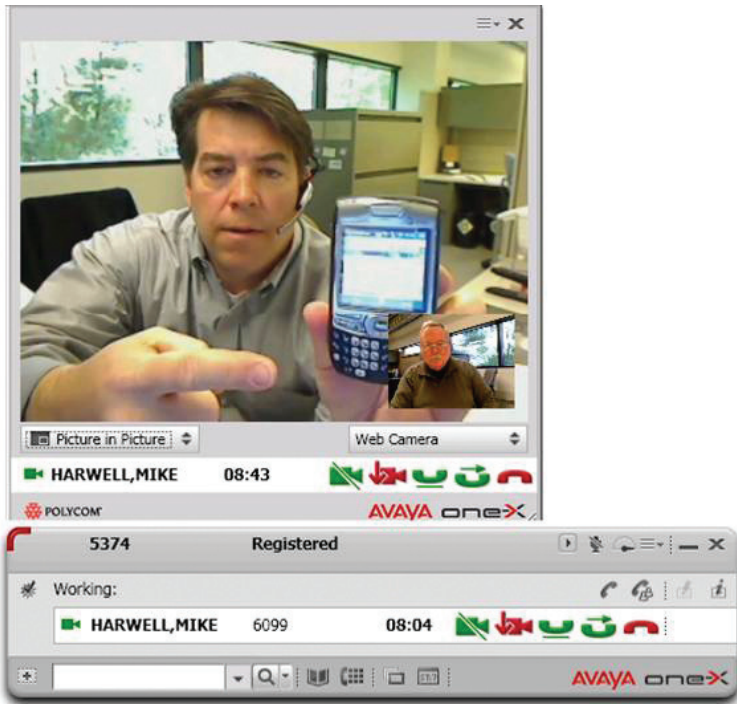 Picture in Picture
Web Camera
HARWELL,MIKE 08:43
POLYCOM
AVAYA one-X
5374 Registered
Working:
HARWELL,MIKE 6099 08:04
AVAYA one-X